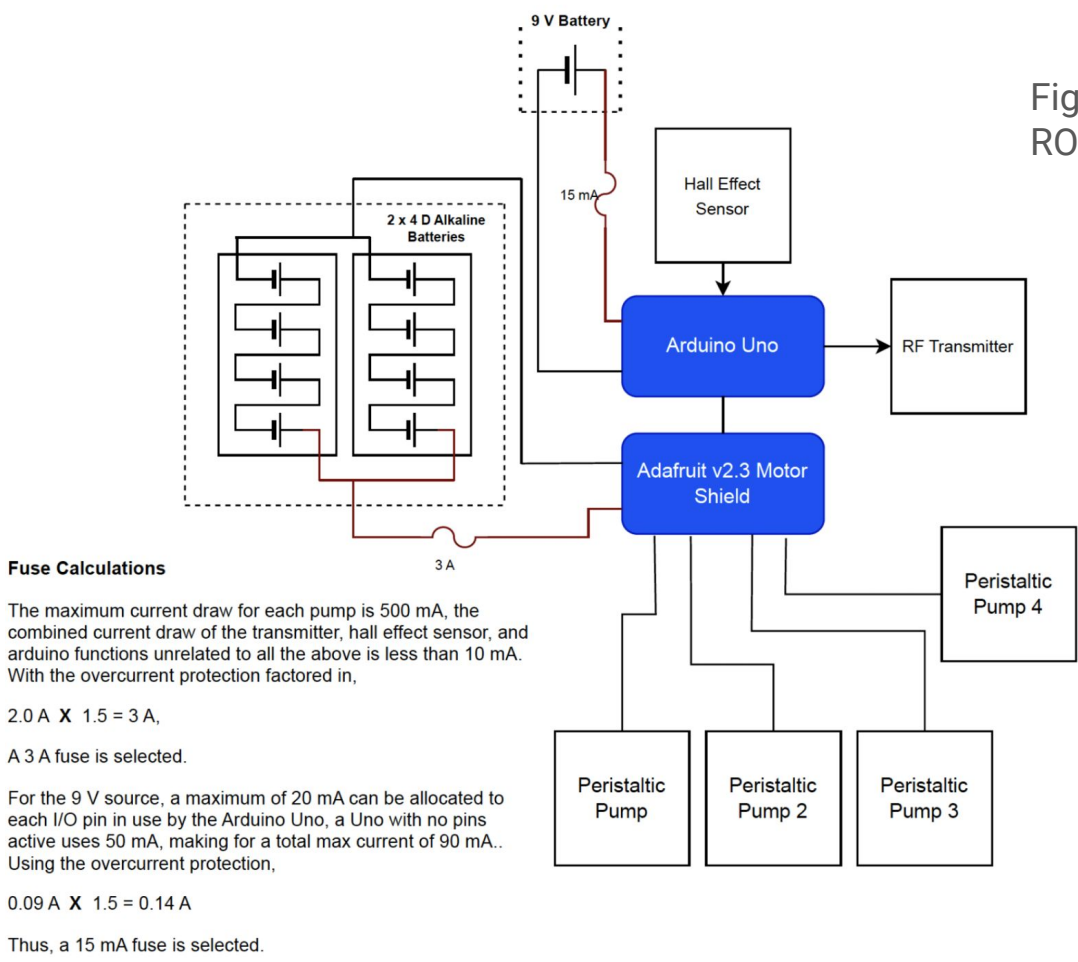 9 V Battery
Fig
RO
15 mA
Hall Effect
Sensor
2 x 4 D Alkaline
Batteries
Arduino Uno
RF Transmitter
Adafruit v2.3 Motor
Shield
3 A
Peristaltic
Pump 4
Peristaltic
Pump
Peristaltic
Pump 2
Peristaltic
Pump 3
Fuse Calculations
The maximum current draw for each pump is 500 mA, the
combined current draw of the transmitter, hall effect sensor, and
arduino functions unrelated to all the above is less than 10 mA.
With the overcurrent protection factored in,
2.0 A X 1.5 = 3 A,
A 3 A fuse is selected.
For the 9 V source, a maximum of 20 mA can be allocated to
each I/O pin in use by the Arduino Uno, a Uno with no pins
active uses 50 mA, making for a total max current of 90 mA..
Using the overcurrent protection,
0.09 A X 1.5 = 0.14 A
Thus, a 15 mA fuse is selected.